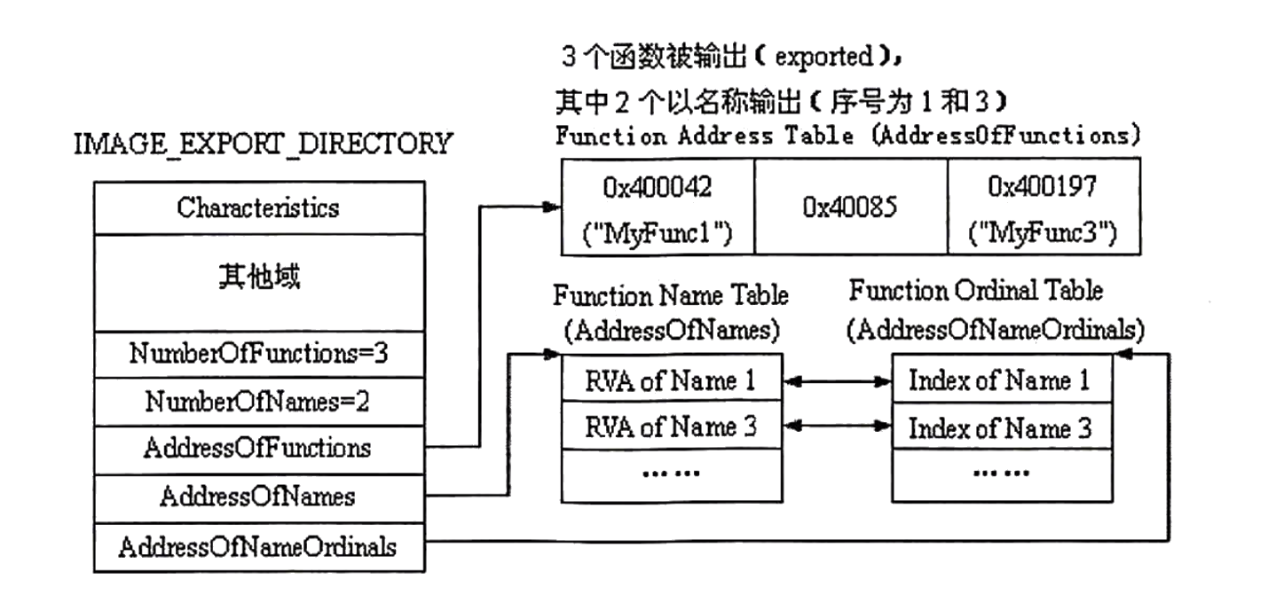 3个函数被输出(exported),
其中2个以名称输出(序号为1和3)
Function Address Table (AddressOfFunctions)
IMAGE_EXPORT_DIRECTORY
Characteristics
其他域
NumberOfFunctions=3
NumberOfNames=2
AddressOfFunctions
AddressOfNames
AddressOfNameOrdinals
0x400042
("MyFunc1")
0x40085
0x400197
("MyFunc3")
Function Name Table
(AddressOfNames)
RVA of Name 1
RVA of Name 3
……
Function Ordinal Table
(AddressOfNameOrdinals)
Index of Name 1
Index of Name 3
……